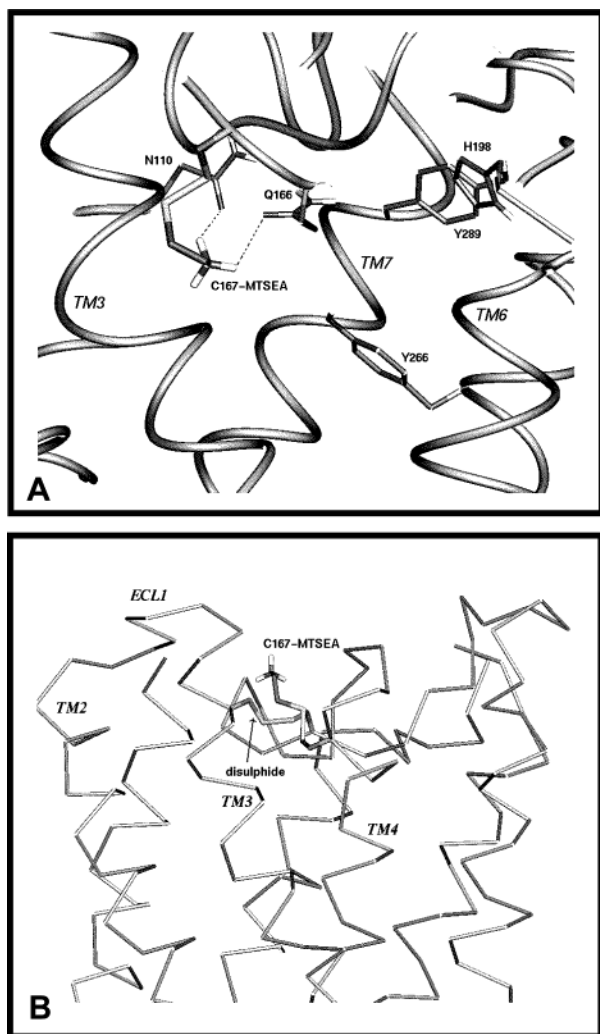 N110
Q166
H198
Y289
C167-MTSEA
TM7
TM3
TM6
Y266
A
ECL1
C167-MTSEA
TM2
disulphide
TM3
TM4
B